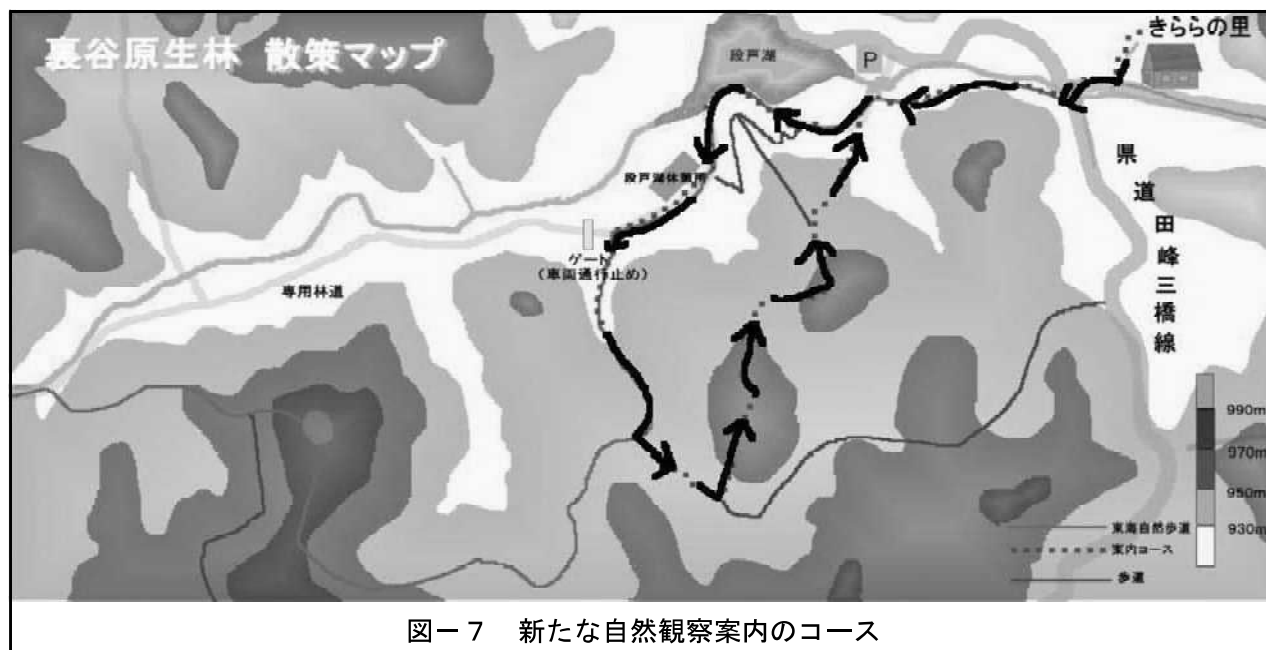 裏谷原生林 散策マップ
きららの里
段戸湖
P
県道田峰三橋線
段戸湖休憩所
ゲート
(車両通行止め)
専用林道
990m
970m
950m
930m
東海自然歩道
案内コース
歩道
図－7 新たな自然観察案内のコース